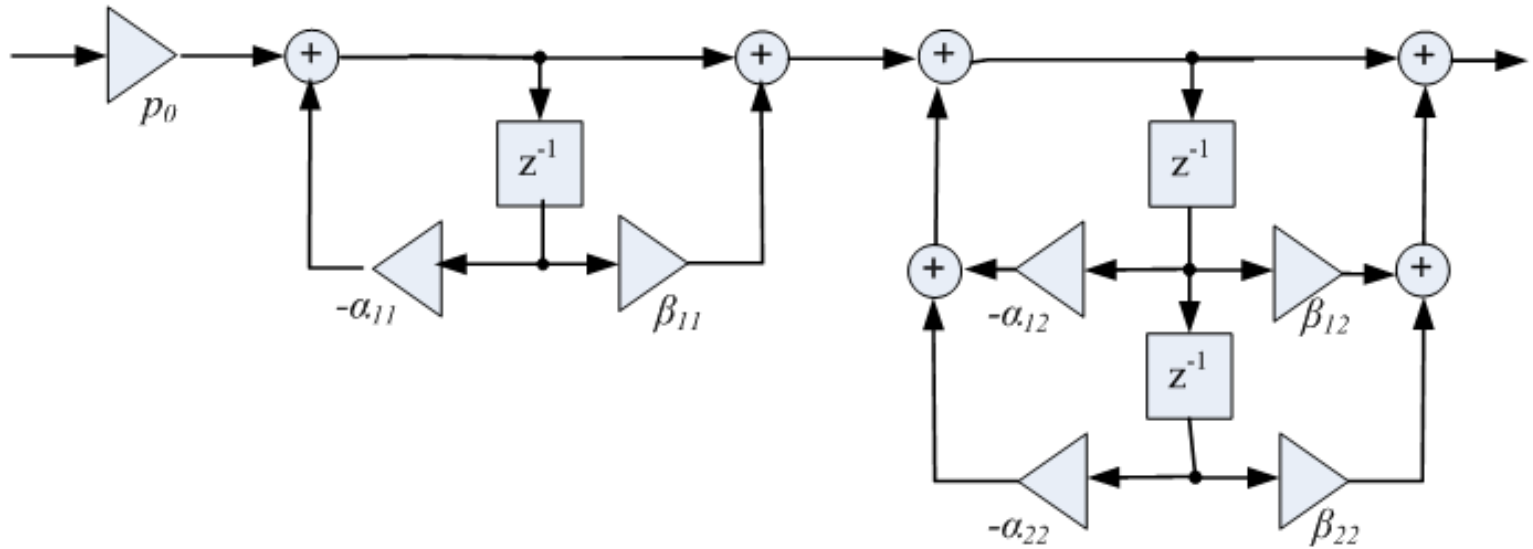 + + + +
p₀
z⁻¹ z⁻¹
-α₁₁ β₁₁ + -α₁₂ β₁₂ +
z⁻¹
-α₂₂ β₂₂